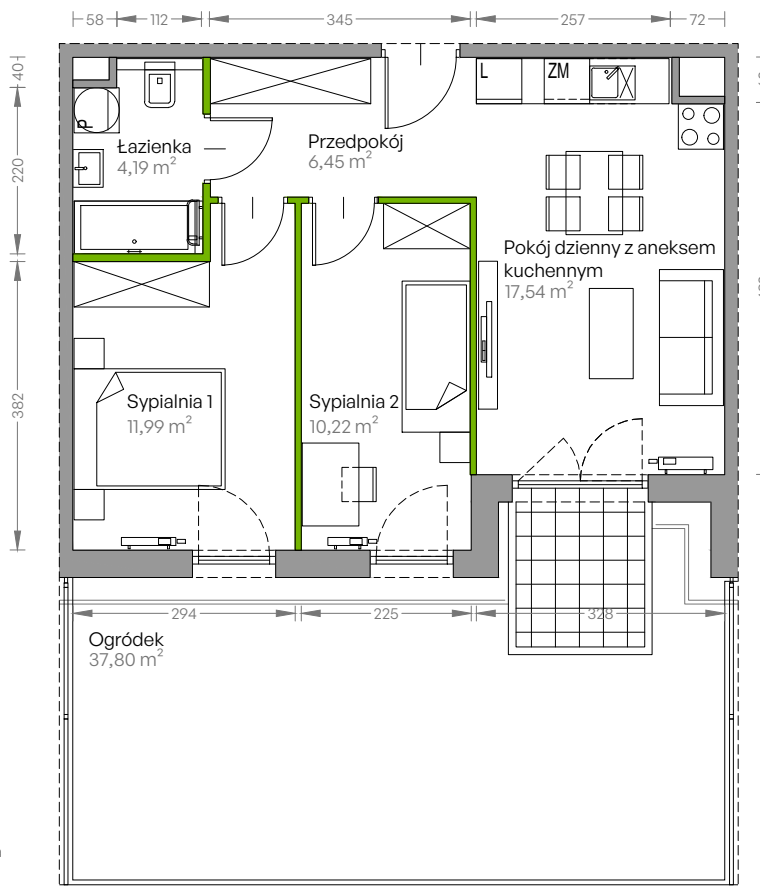 58 112 345 257 72
40
L ZM
P
Łazienka
4,19 m²
Przedpokój
6,45 m²
220
Pokój dzienny z aneksem
kuchennym
17,54 m²
382
Sypialnia 1
11,99 m²
Sypialnia 2
10,22 m²
294 225 328
Ogródek
37,80 m²